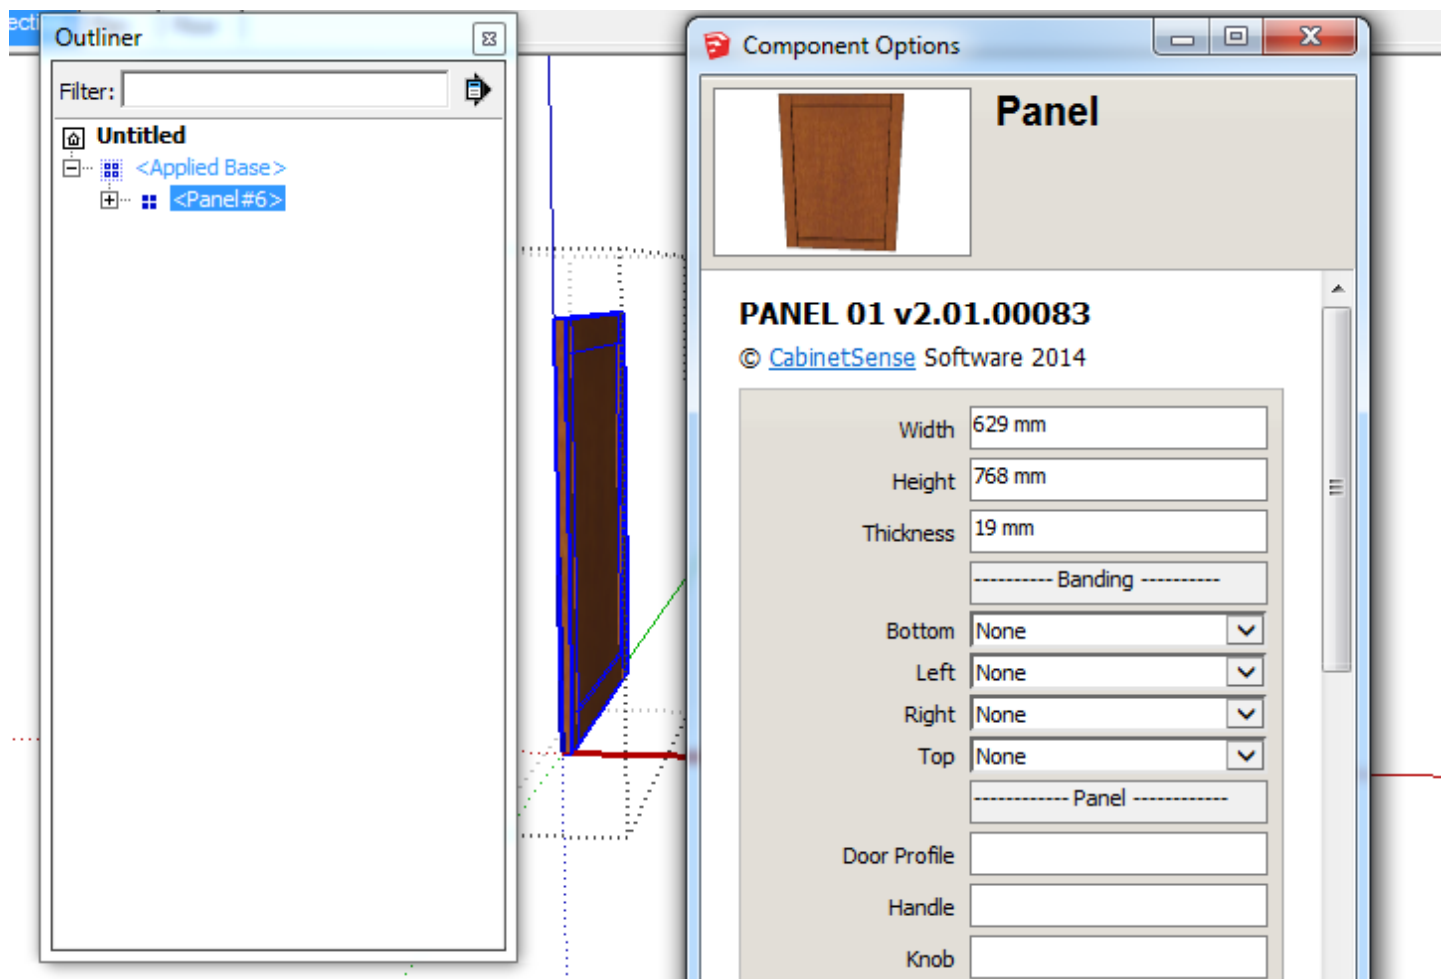 ecti
Outliner
Filter:
Untitled
<Applied Base>
<Panel#6>
Component Options
Panel
PANEL 01 v2.01.00083
© CabinetSense Software 2014
Width 629 mm
Height 768 mm
Thickness 19 mm
---------- Banding ----------
Bottom None
Left None
Right None
Top None
------------ Panel ------------
Door Profile
Handle
Knob